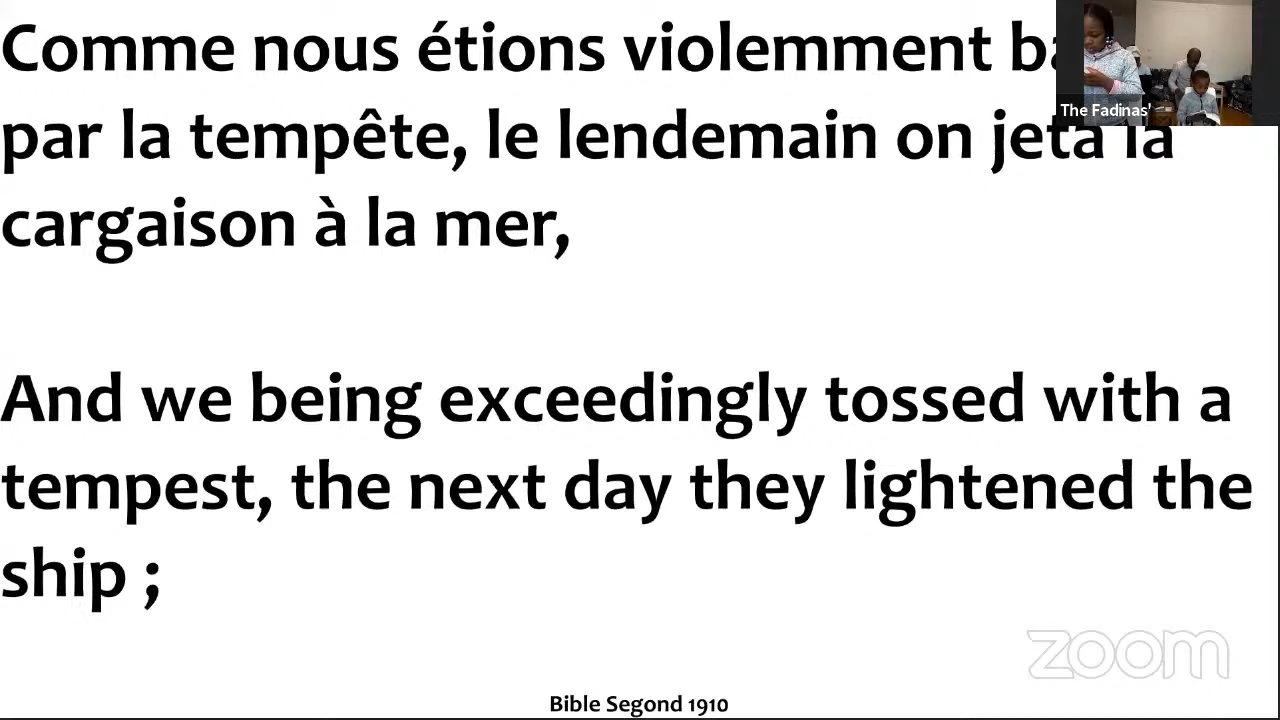 Comme nous étions violemment
par la tempête, le lendemain on jeta la
cargaison à la mer,
And we being exceedingly tossed with a
tempest, the next day they lightened the
ship ;
The Fadinas'
zoom
Bible Segond 1910